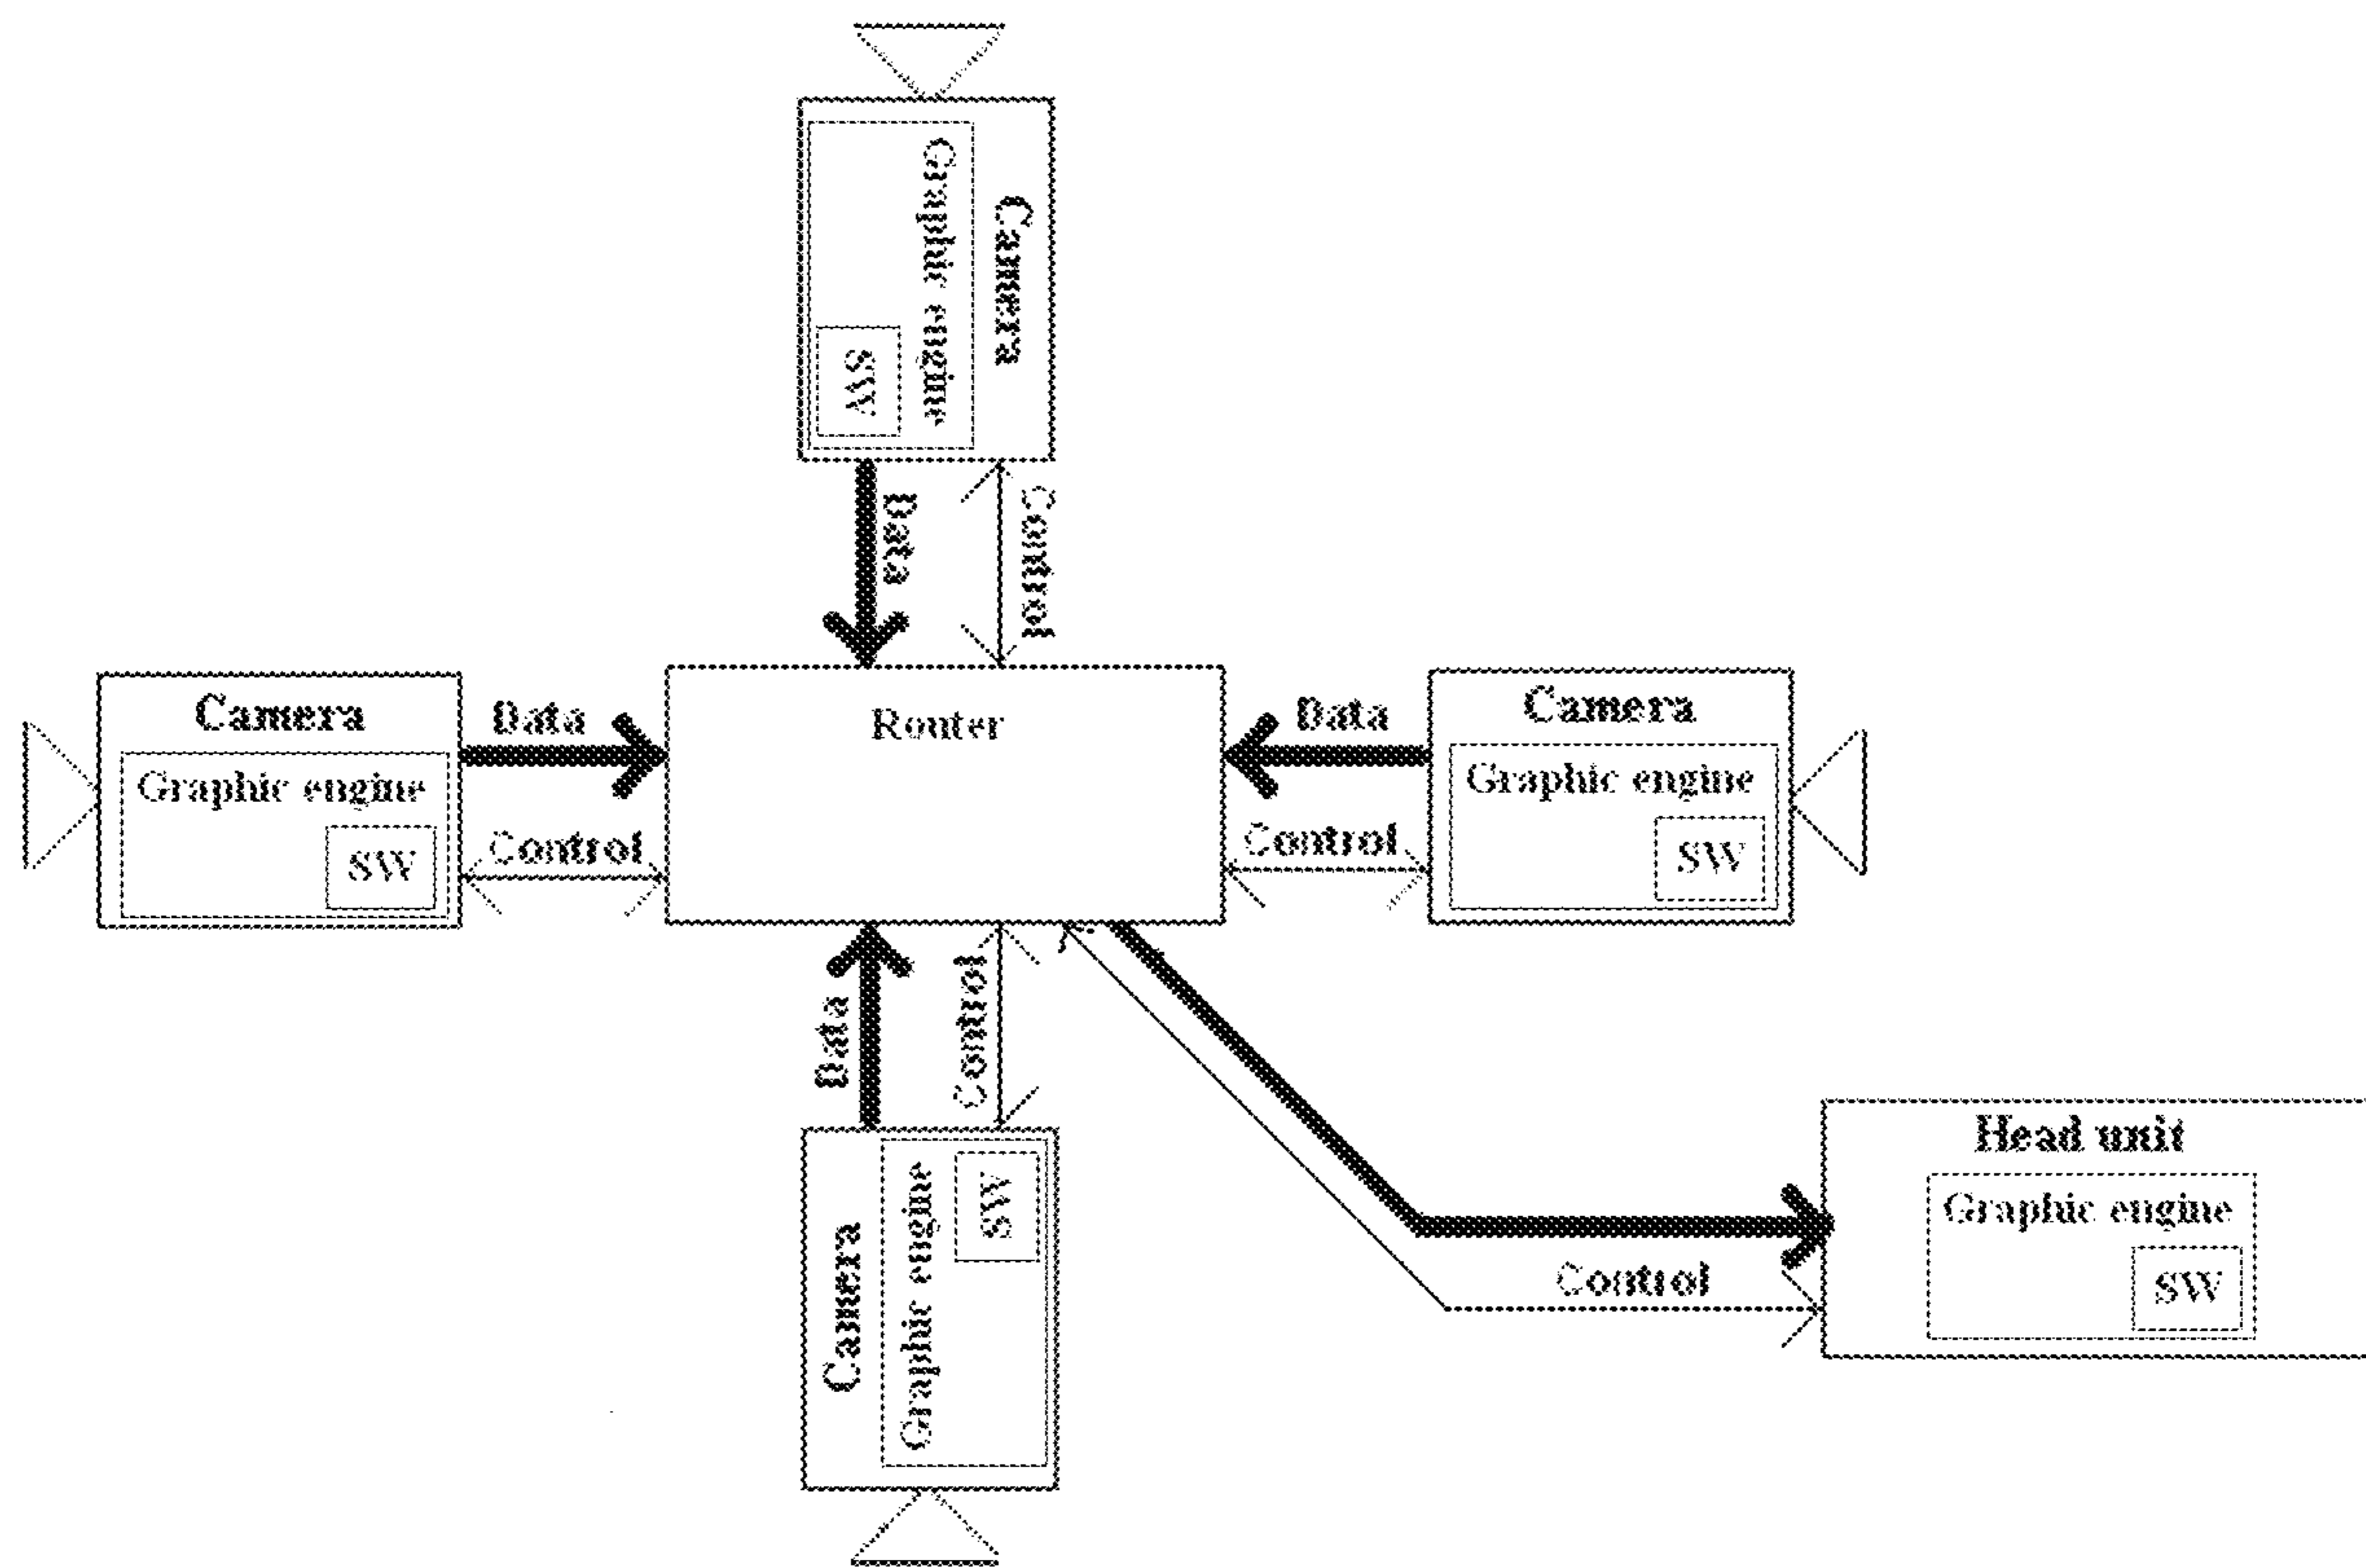 Camera
Graphic engine
SW
Data
Control
Camera
Graphic engine
SW
Data
Control
Router
Data
Control
Camera
Graphic engine
SW
Data
Control
Camera
Graphic engine
SW
Control
Head unit
Graphic engine
SW